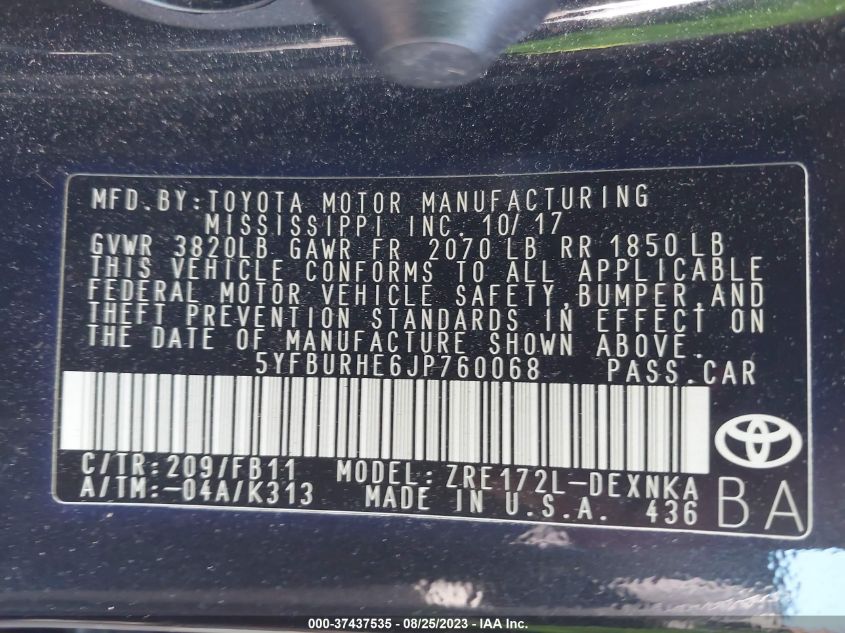 MFD.BY:TOYOTA MOTOR MANUFACTURING
MISSISSIPPI INC. 10/17
GVWR 3820LB GAWR FR 2070 LB RR 1850LB
THIS VEHICLE CONFORMS TO ALL APPLICABLE
FEDERAL MOTOR VEHICLE SAFETY,BUMPER,AND
THEFT PREVENTION STANDARDS IN EFFECT ON
THE DATE OF MANUFACTURE SHOWN ABOVE.
5YFBURHE6JP760068 PASS.CAR
C/TR:209/FB11 MODEL:ZRE172L-DEXNKA
A/TM:-04A/K313 MADE IN U.S.A. 436
BA
000-37437535 - 08/25/2023 - IAA Inc.